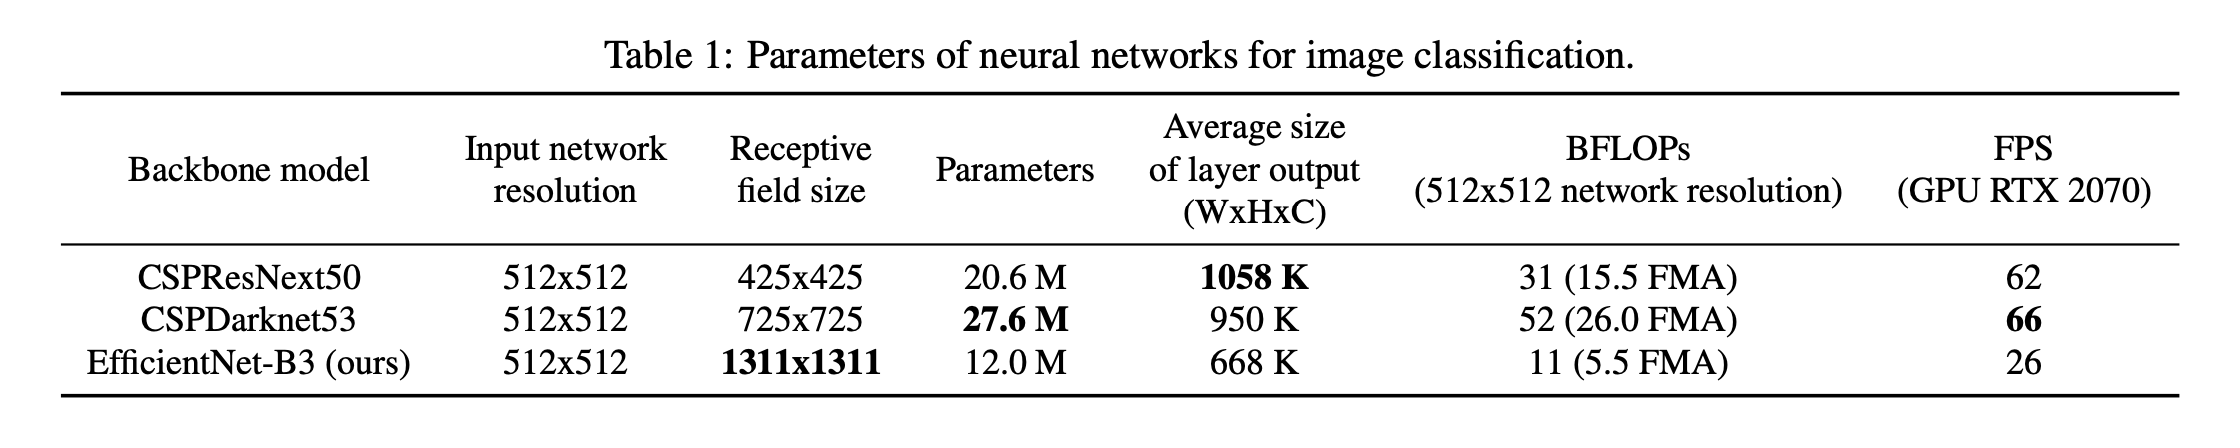 Table 1: Parameters of neural networks for image classification.
Backbone model
Input network
resolution
Receptive
field size
Parameters
Average size
of layer output
(WxHxC)
BFLOPs
(512x512 network resolution)
FPS
(GPU RTX 2070)
CSPResNext50 512x512 425x425 20.6 M 1058 K 31 (15.5 FMA) 62
CSPDarknet53 512x512 725x725 27.6 M 950 K 52 (26.0 FMA) 66
EfficientNet-B3 (ours) 512x512 1311x1311 12.0 M 668 K 11 (5.5 FMA) 26